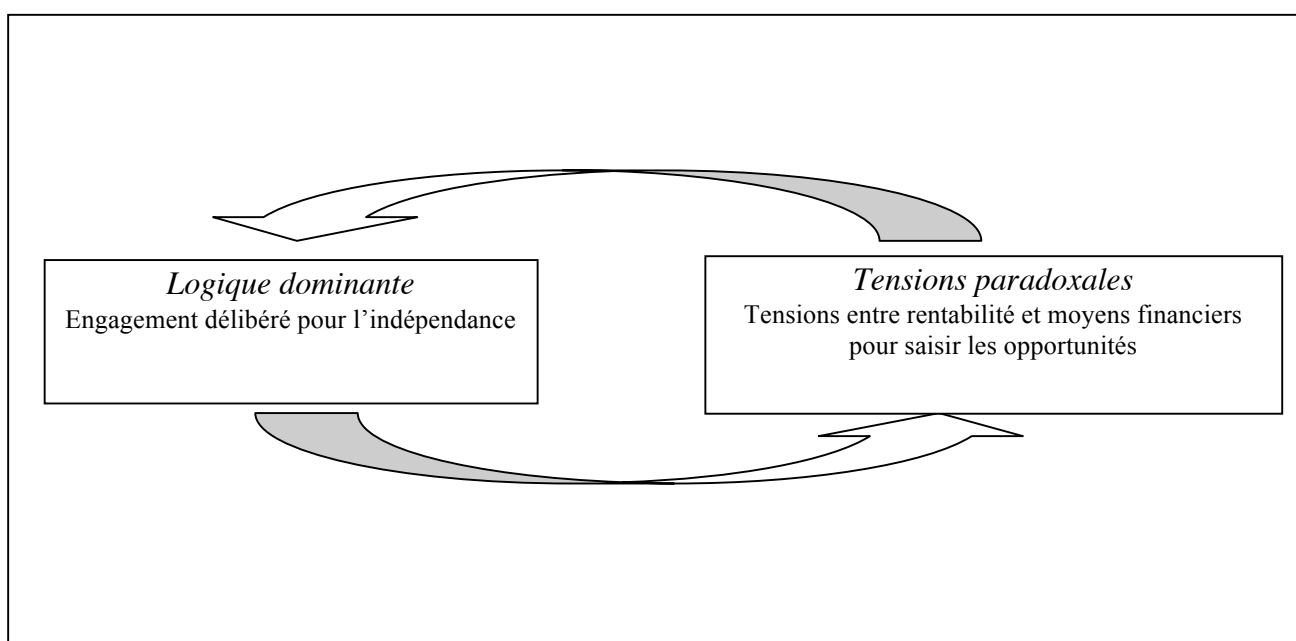 Logique dominante
Engagement délibéré pour l’indépendance
Tensions paradoxales
Tensions entre rentabilité et moyens financiers
pour saisir les opportunités